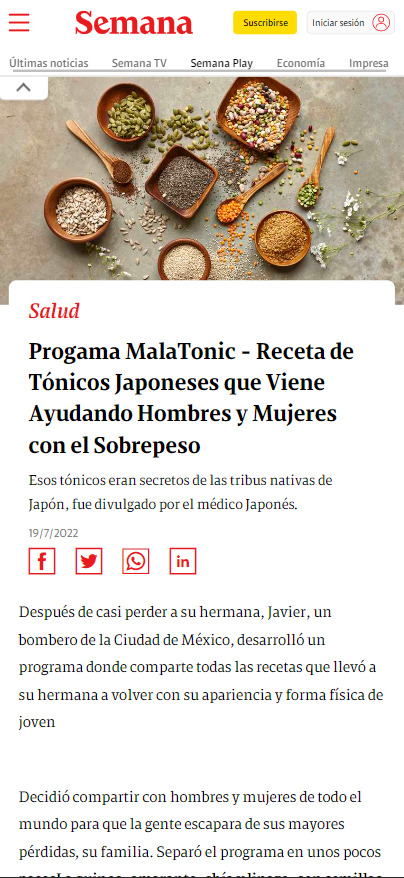 Semana
Suscribirse
Iniciar sesión
Últimas noticias Semana TV Semana Play Economía Impresa
Salud
Progama MalaTonic - Receta de
Tónicos Japoneses que Viene
Ayudando Hombres y Mujeres
con el Sobrepeso
Esos tónicos eran secretos de las tribus nativas de
Japón, fue divulgado por el médico Japonés.
19/7/2022
Después de casi perder a su hermana, Javier, un
bombero de la Ciudad de México, desarrolló un
programa donde comparte todas las recetas que llevó a
su hermana a volver con su apariencia y forma física de
joven
Decidió compartir con hombres y mujeres de todo el
mundo para que la gente escapara de sus mayores
pérdidas, su familia. Separó el programa en unos pocos